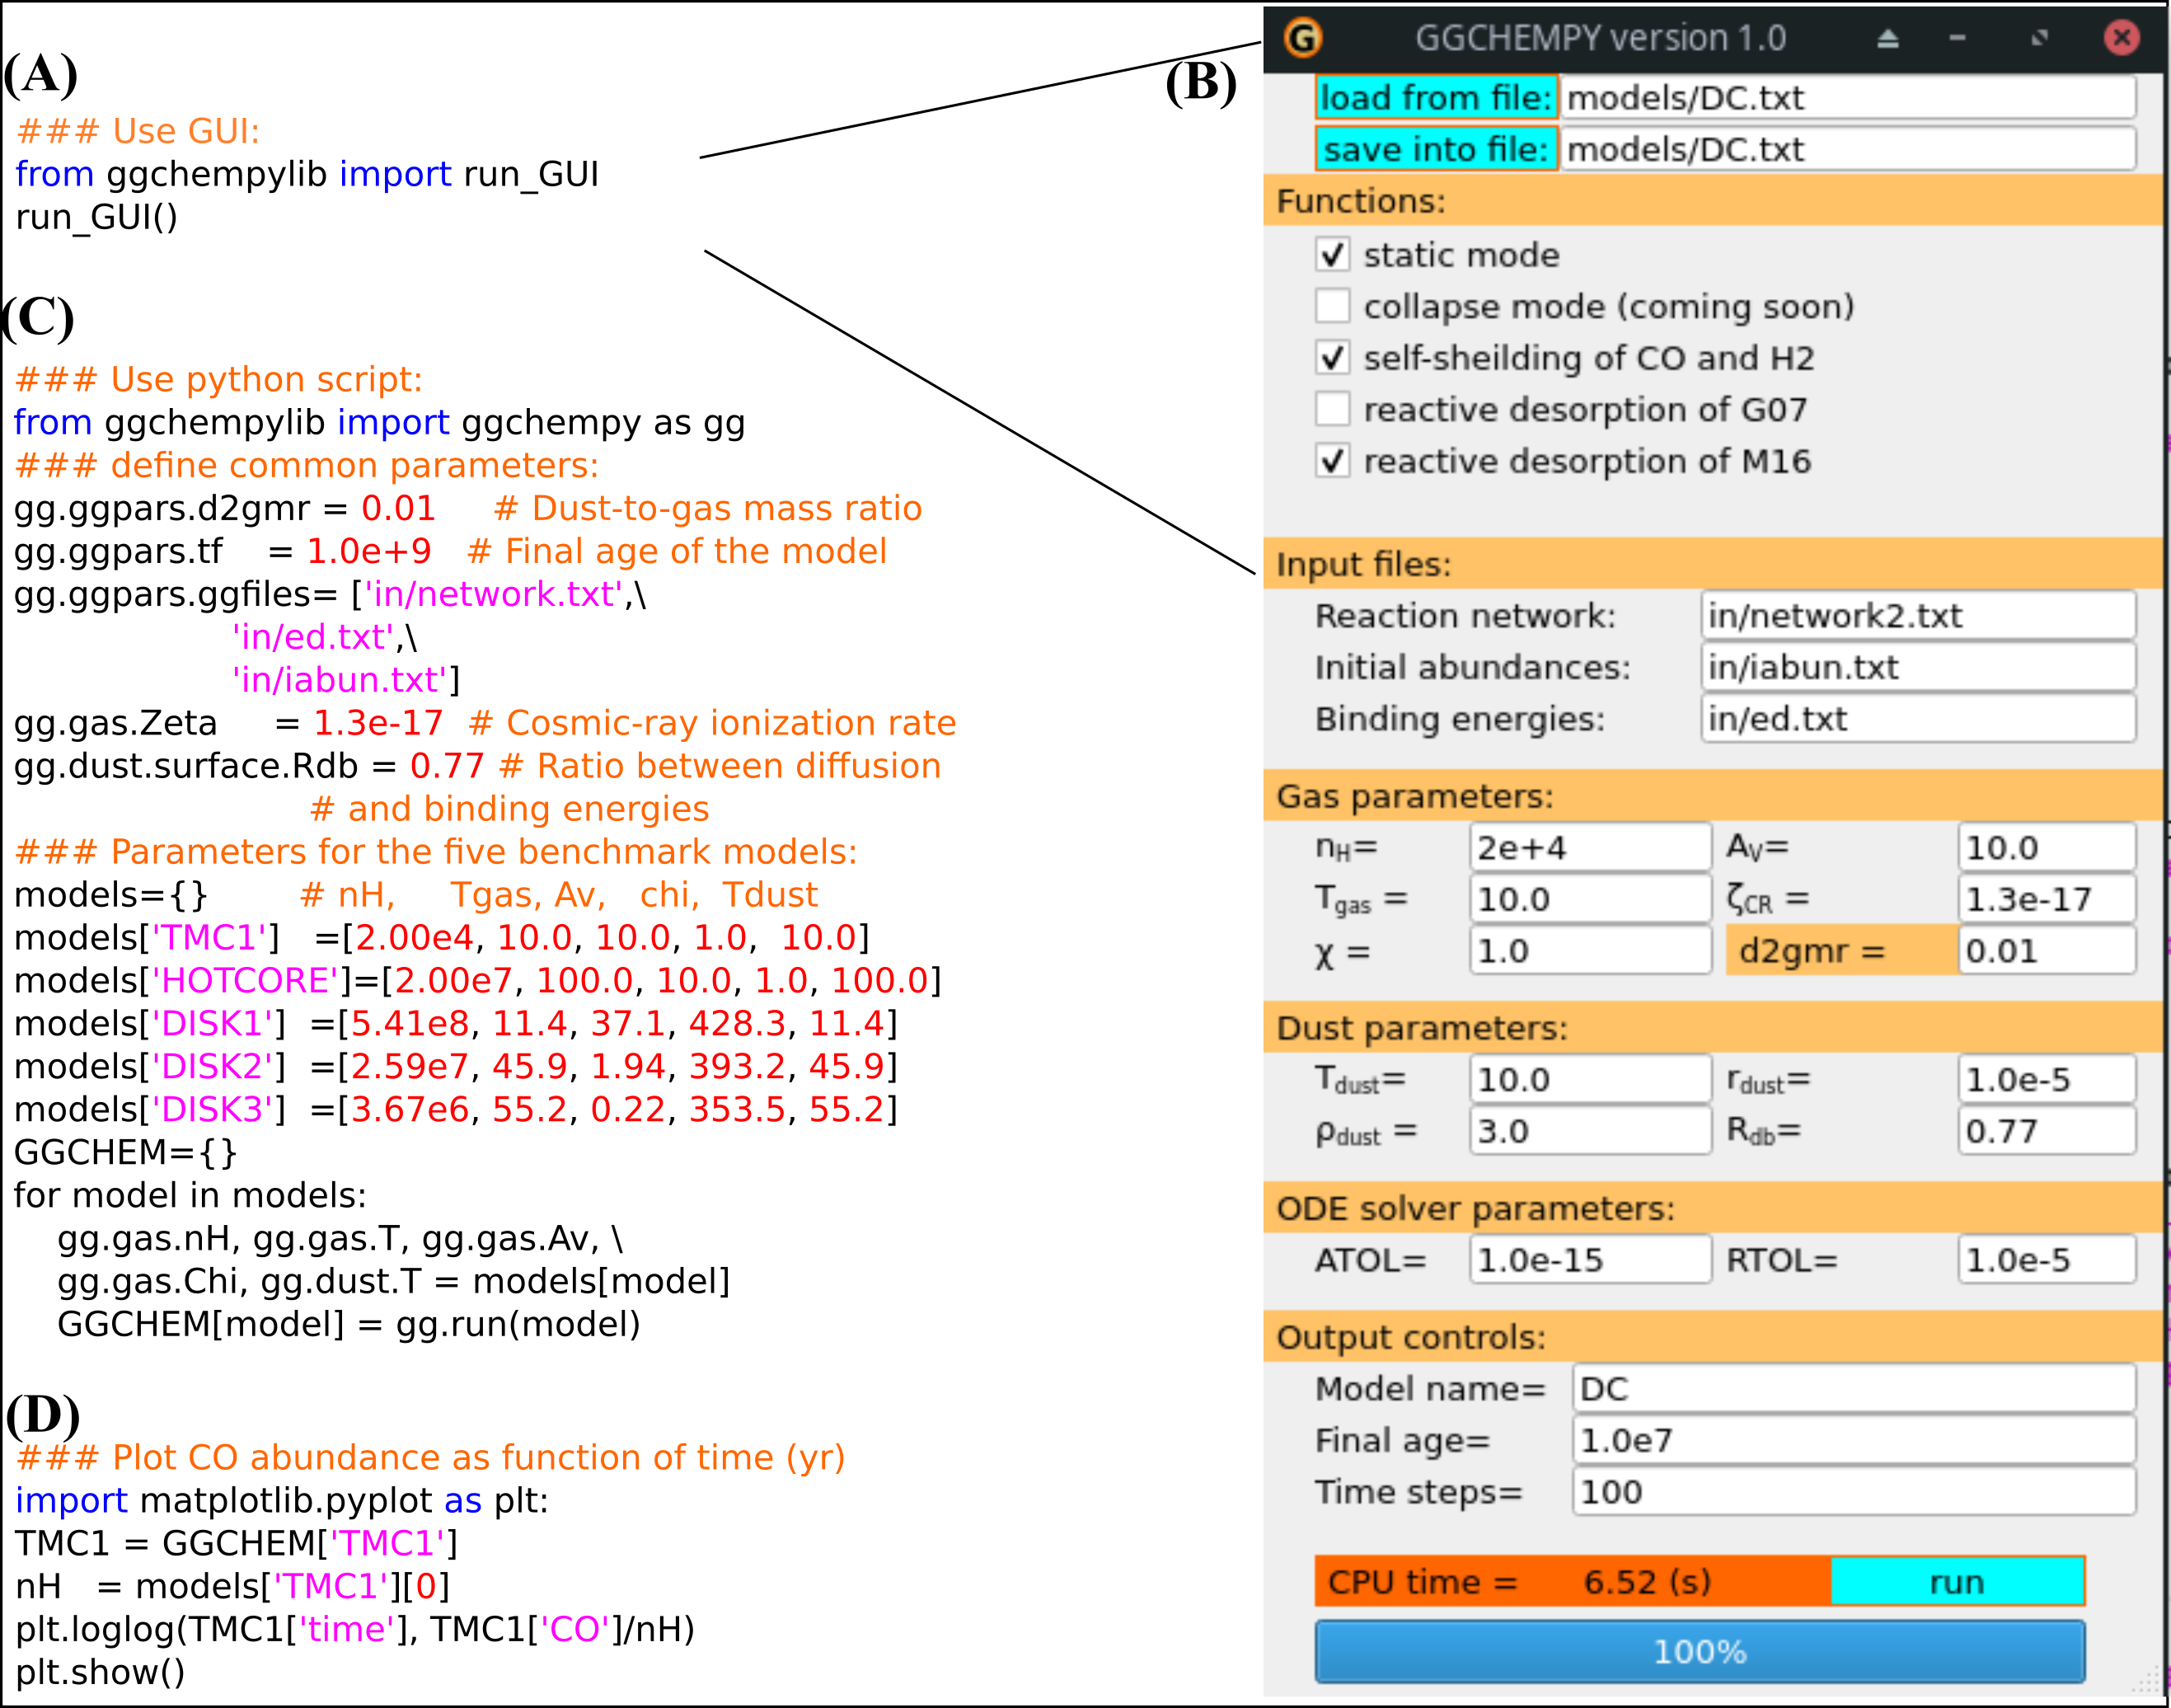 (A)
### Use GUI:
from ggchempylib import run_GUI
run_GUI()
(C)
### Use python script:
from ggchempylib import ggchempy as gg
### define common parameters:
gg.ggpars.d2gmr = 0.01 # Dust-to-gas mass ratio
gg.ggpars.tf = 1.0e+9 # Final age of the model
gg.ggpars.ggfiles= ['in/network.txt',\
'in/ed.txt',\
'in/iabun.txt']
gg.gas.Zeta = 1.3e-17 # Cosmic-ray ionization rate
gg.dust.surface.Rdb = 0.77 # Ratio between diffusion
# and binding energies
### Parameters for the five benchmark models:
models={} # nH, Tgas, Av, chi, Tdust
models['TMC1'] =[2.00e4, 10.0, 10.0, 1.0, 10.0]
models['HOTCORE']=[2.00e7, 100.0, 10.0, 1.0, 100.0]
models['DISK1'] =[5.41e8, 11.4, 37.1, 428.3, 11.4]
models['DISK2'] =[2.59e7, 45.9, 1.94, 393.2, 45.9]
models['DISK3'] =[3.67e6, 55.2, 0.22, 353.5, 55.2]
GGCHEM={}
for model in models:
gg.gas.nH, gg.gas.T, gg.gas.Av, \
gg.gas.Chi, gg.dust.T = models[model]
GGCHEM[model] = gg.run(model)
(D)
### Plot CO abundance as function of time (yr)
import matplotlib.pyplot as plt:
TMC1 = GGCHEM['TMC1']
nH = models['TMC1'][0]
plt.loglog(TMC1['time'], TMC1['CO']/nH)
plt.show()
(B)
G GGCHEMPY version 1.0
load from file: models/DC.txt
save into file: models/DC.txt
Functions:
static mode
collapse mode (coming soon)
self-sheilding of CO and H2
reactive desorption of G07
reactive desorption of M16
Input files:
Reaction network: in/network2.txt
Initial abundances: in/iabun.txt
Binding energies: in/ed.txt
Gas parameters:
nH= 2e+4 AV= 10.0
Tgas = 10.0 ζCR = 1.3e-17
χ = 1.0 d2gmr = 0.01
Dust parameters:
Tdust= 10.0 rdust= 1.0e-5
ρdust = 3.0 Rdb= 0.77
ODE solver parameters:
ATOL= 1.0e-15 RTOL= 1.0e-5
Output controls:
Model name= DC
Final age= 1.0e7
Time steps= 100
CPU time = 6.52 (s) run
100%